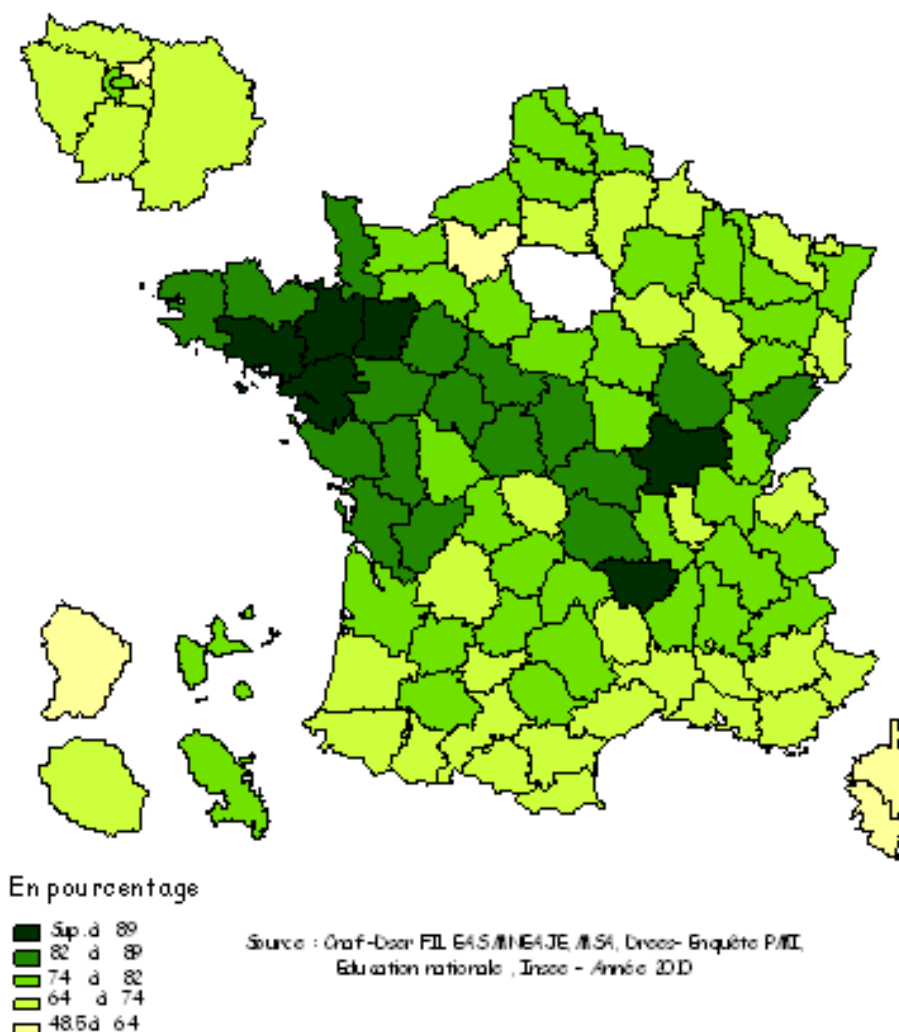 En pourcentage
Sup. à 89
82 à 89
74 à 82
64 à 74
48.5 à 64
Source : Cnaf-Dser FIL EAS MNEAJE, MSA, Drees- Enquête PMI,
Education nationale , Insee - Année 2010